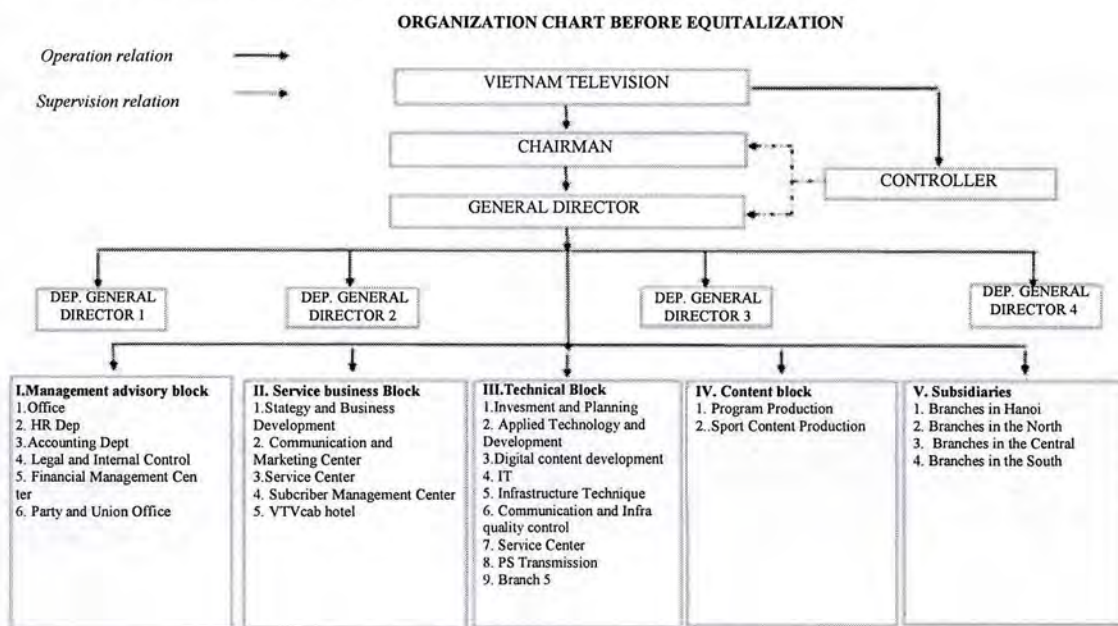 ORGANIZATION CHART BEFORE EQUITALIZATION
Operation relation
Supervision relation
VIETNAM TELEVISION
CHAIRMAN
CONTROLLER
GENERAL DIRECTOR
DEP. GENERAL
DIRECTOR 1
DEP. GENERAL
DIRECTOR 2
DEP. GENERAL
DIRECTOR 3
DEP. GENERAL
DIRECTOR 4
I.Management advisory block
1.Office
2. HR Dep
3.Accounting Dept
4. Legal and Internal Control
5. Financial Management Cen
ter
6. Party and Union Office
II. Service business Block
1.Stategy and Business
Development
2. Communication and
Marketing Center
3.Service Center
4. Subcriber Management Center
5. VTVcab hotel
III.Technical Block
1.Invesment and Planning
2. Applied Technology and
Development
3.Digital content development
4. IT
5. Infrastructure Technique
6. Communication and Infra
quality control
7. Service Center
8. PS Transmission
9. Branch 5
IV. Content block
1. Program Production
2..Sport Content Production
V. Subsidiaries
1. Branches in Hanoi
2. Branches in the North
3. Branches in the Central
4. Branches in the South